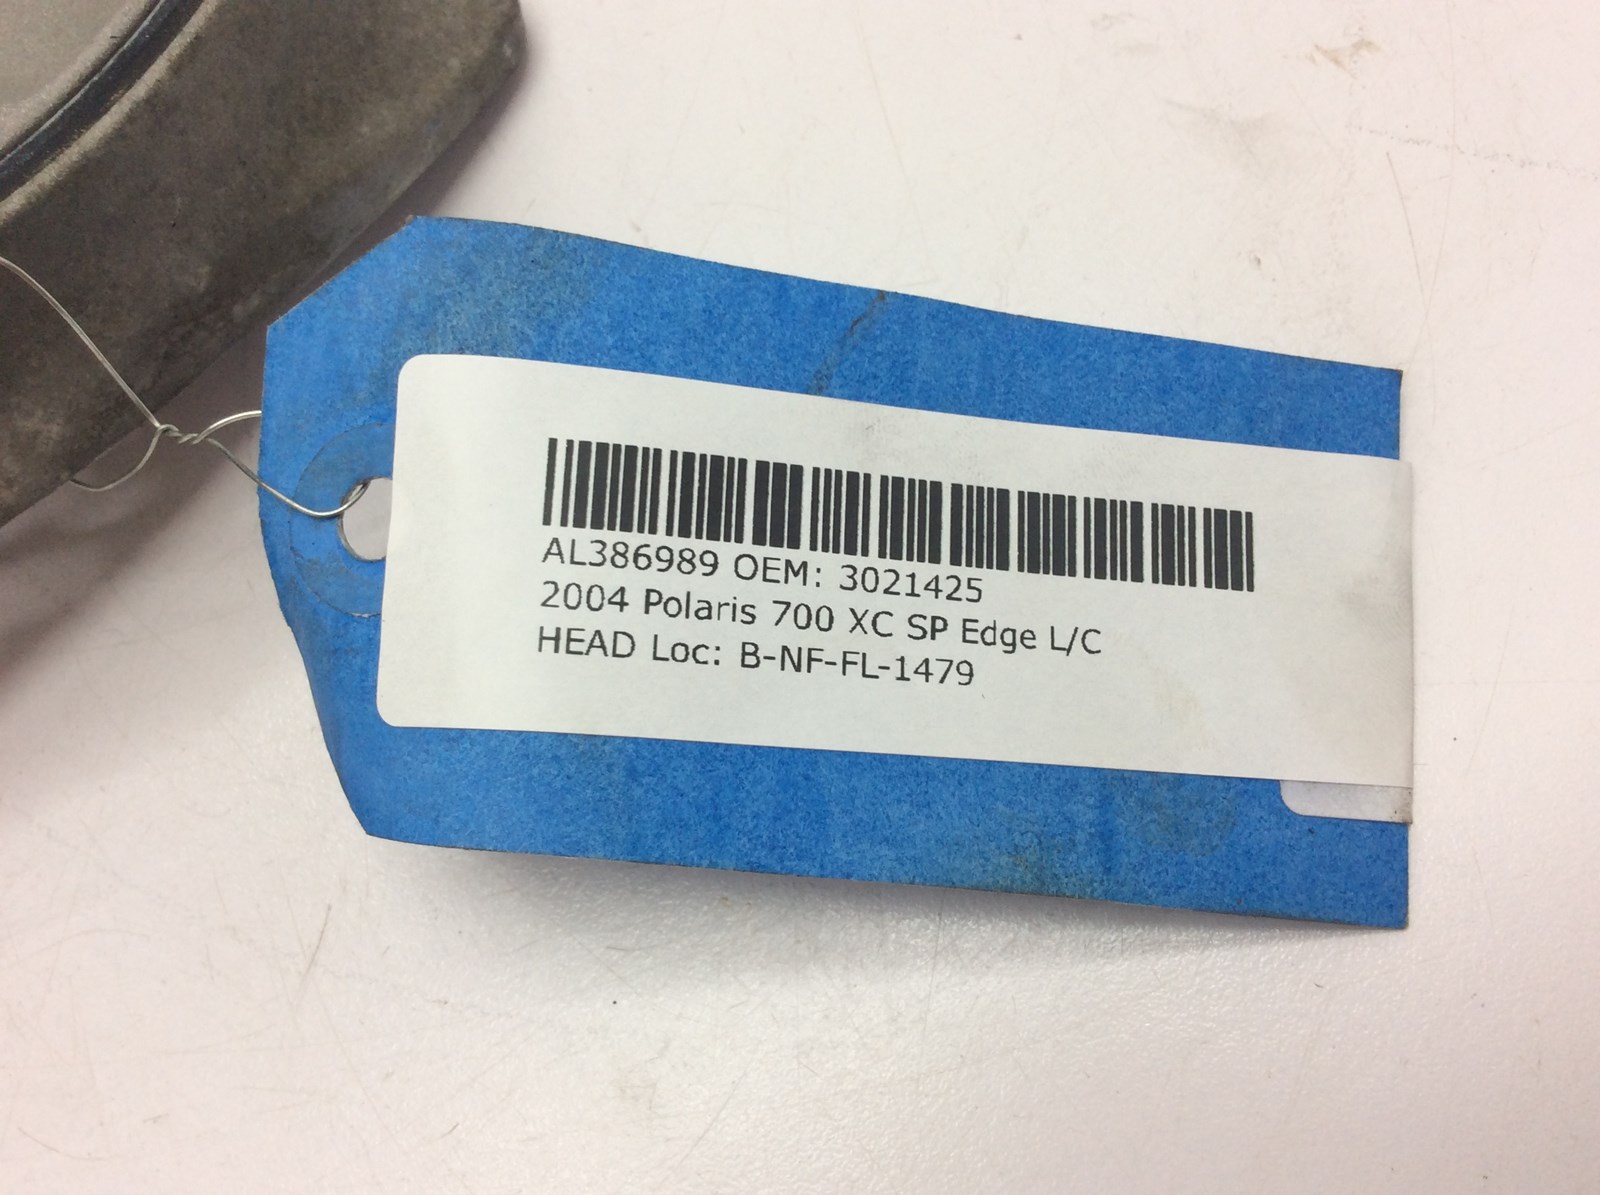 AL386989 OEM: 3021425
2004 Polaris 700 XC SP Edge L/C
HEAD Loc: B-NF-FL-1479